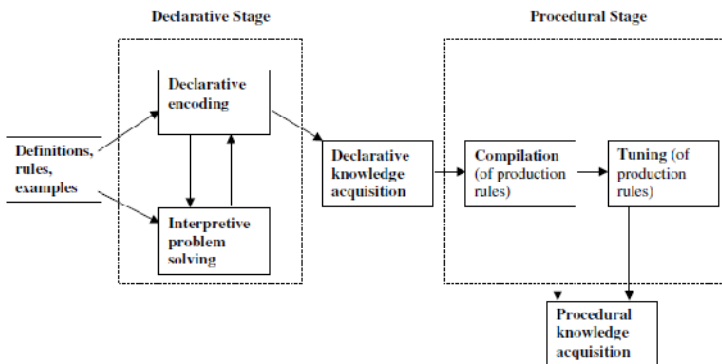 Declarative Stage
Procedural Stage
Declarative
encoding
Definitions,
rules,
examples
Interpretive
problem
solving
Declarative
knowledge
acquisition
Compilation
(of production
rules)
Tuning (of
production
rules)
Procedural
knowledge
acquisition